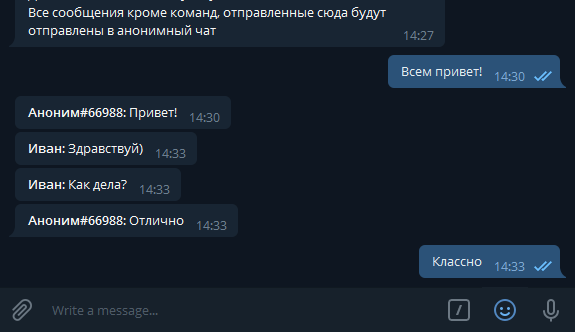 Все сообщения кроме команд, отправленные сюда будут
отправлены в анонимный чат
14:27
Всем привет! 14:30
Аноним#66988: Привет! 14:30
Иван: Здравствуй) 14:33
Иван: Как дела? 14:33
Аноним#66988: Отлично 14:33
Классно 14:33
Write a message...